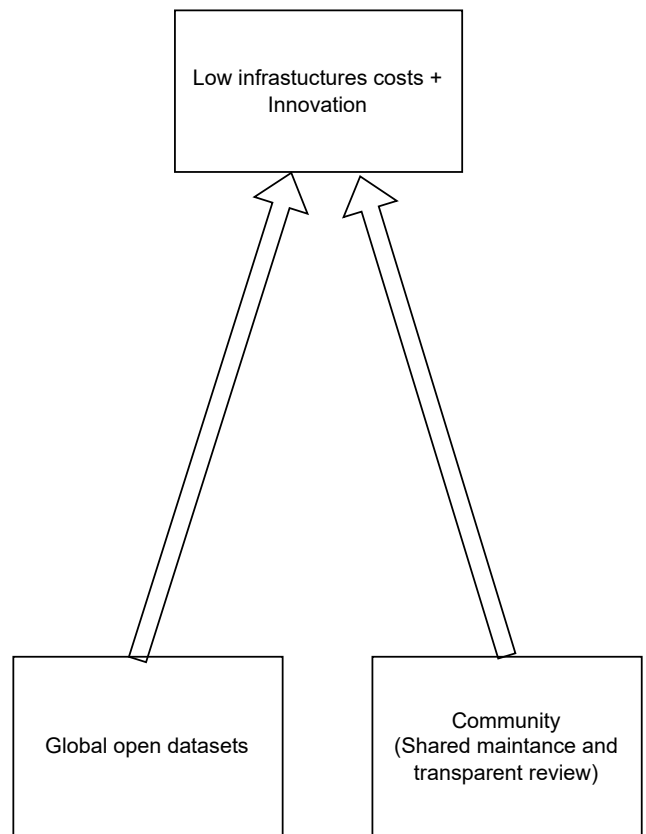 Low infrastuctures costs +
Innovation
Global open datasets
Community
(Shared maintance and
transparent review)